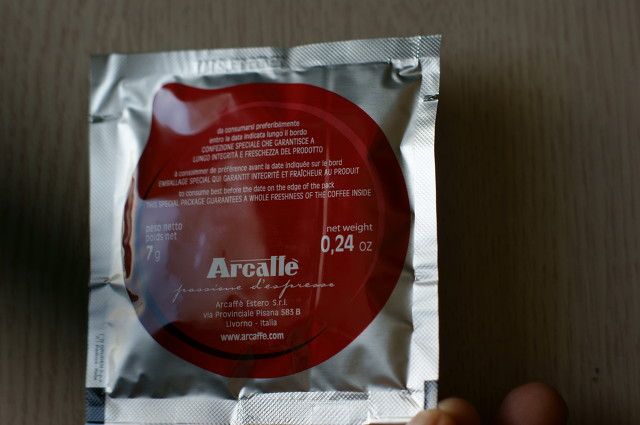 da consumarsi preferibilmente
entro la data indicata lungo il bordo
CONFEZIONE SPECIALE CHE GARANTISCE A
LUNGO INTEGRITÀ E FRESCHEZZA DEL PRODOTTO
à consommer de préférence avant la date indiquée sur le bord
EMBALLAGE SPECIAL QUI GARANTIT INTEGRITÉ ET FRAÎCHEUR AU PRODUIT
to consume best before the date on the edge of the pack
THIS SPECIAL PACKAGE GUARANTEES A WHOLE FRESHNESS OF THE COFFEE INSIDE
peso netto
poids net
7 g
net weight
0,24 OZ
Arcaffè
passione d'espresso
Arcaffè Estero S.r.l.
via Provinciale Pisana 583 B
Livorno - Italia
www.arcaffe.com